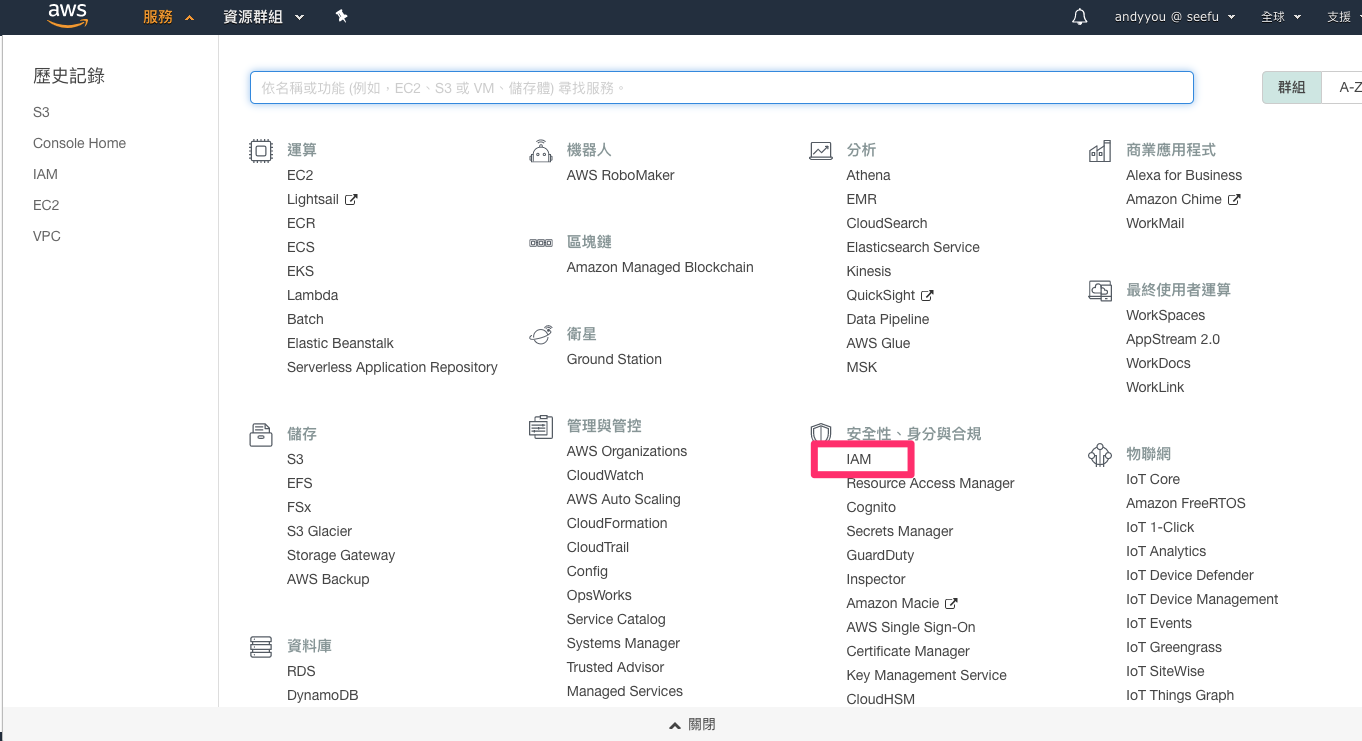 aws
服務
資源群組
andyyou @ seefu
全球
支援
歷史記錄
S3
Console Home
IAM
EC2
VPC
依名稱或功能 (例如，EC2、S3 或 VM、儲存體) 尋找服務。
群組
A-Z
運算
EC2
Lightsail
ECR
ECS
EKS
Lambda
Batch
Elastic Beanstalk
Serverless Application Repository
儲存
S3
EFS
FSx
S3 Glacier
Storage Gateway
AWS Backup
資料庫
RDS
DynamoDB
機器人
AWS RoboMaker
區塊鏈
Amazon Managed Blockchain
衛星
Ground Station
管理與管控
AWS Organizations
CloudWatch
AWS Auto Scaling
CloudFormation
CloudTrail
Config
OpsWorks
Service Catalog
Systems Manager
Trusted Advisor
Managed Services
分析
Athena
EMR
CloudSearch
Elasticsearch Service
Kinesis
QuickSight
Data Pipeline
AWS Glue
MSK
安全性、身分與合規
IAM
Resource Access Manager
Cognito
Secrets Manager
GuardDuty
Inspector
Amazon Macie
AWS Single Sign-On
Certificate Manager
Key Management Service
CloudHSM
商業應用程式
Alexa for Business
Amazon Chime
WorkMail
最終使用者運算
WorkSpaces
AppStream 2.0
WorkDocs
WorkLink
物聯網
IoT Core
Amazon FreeRTOS
IoT 1-Click
IoT Analytics
IoT Device Defender
IoT Device Management
IoT Events
IoT Greengrass
IoT SiteWise
IoT Things Graph
關閉